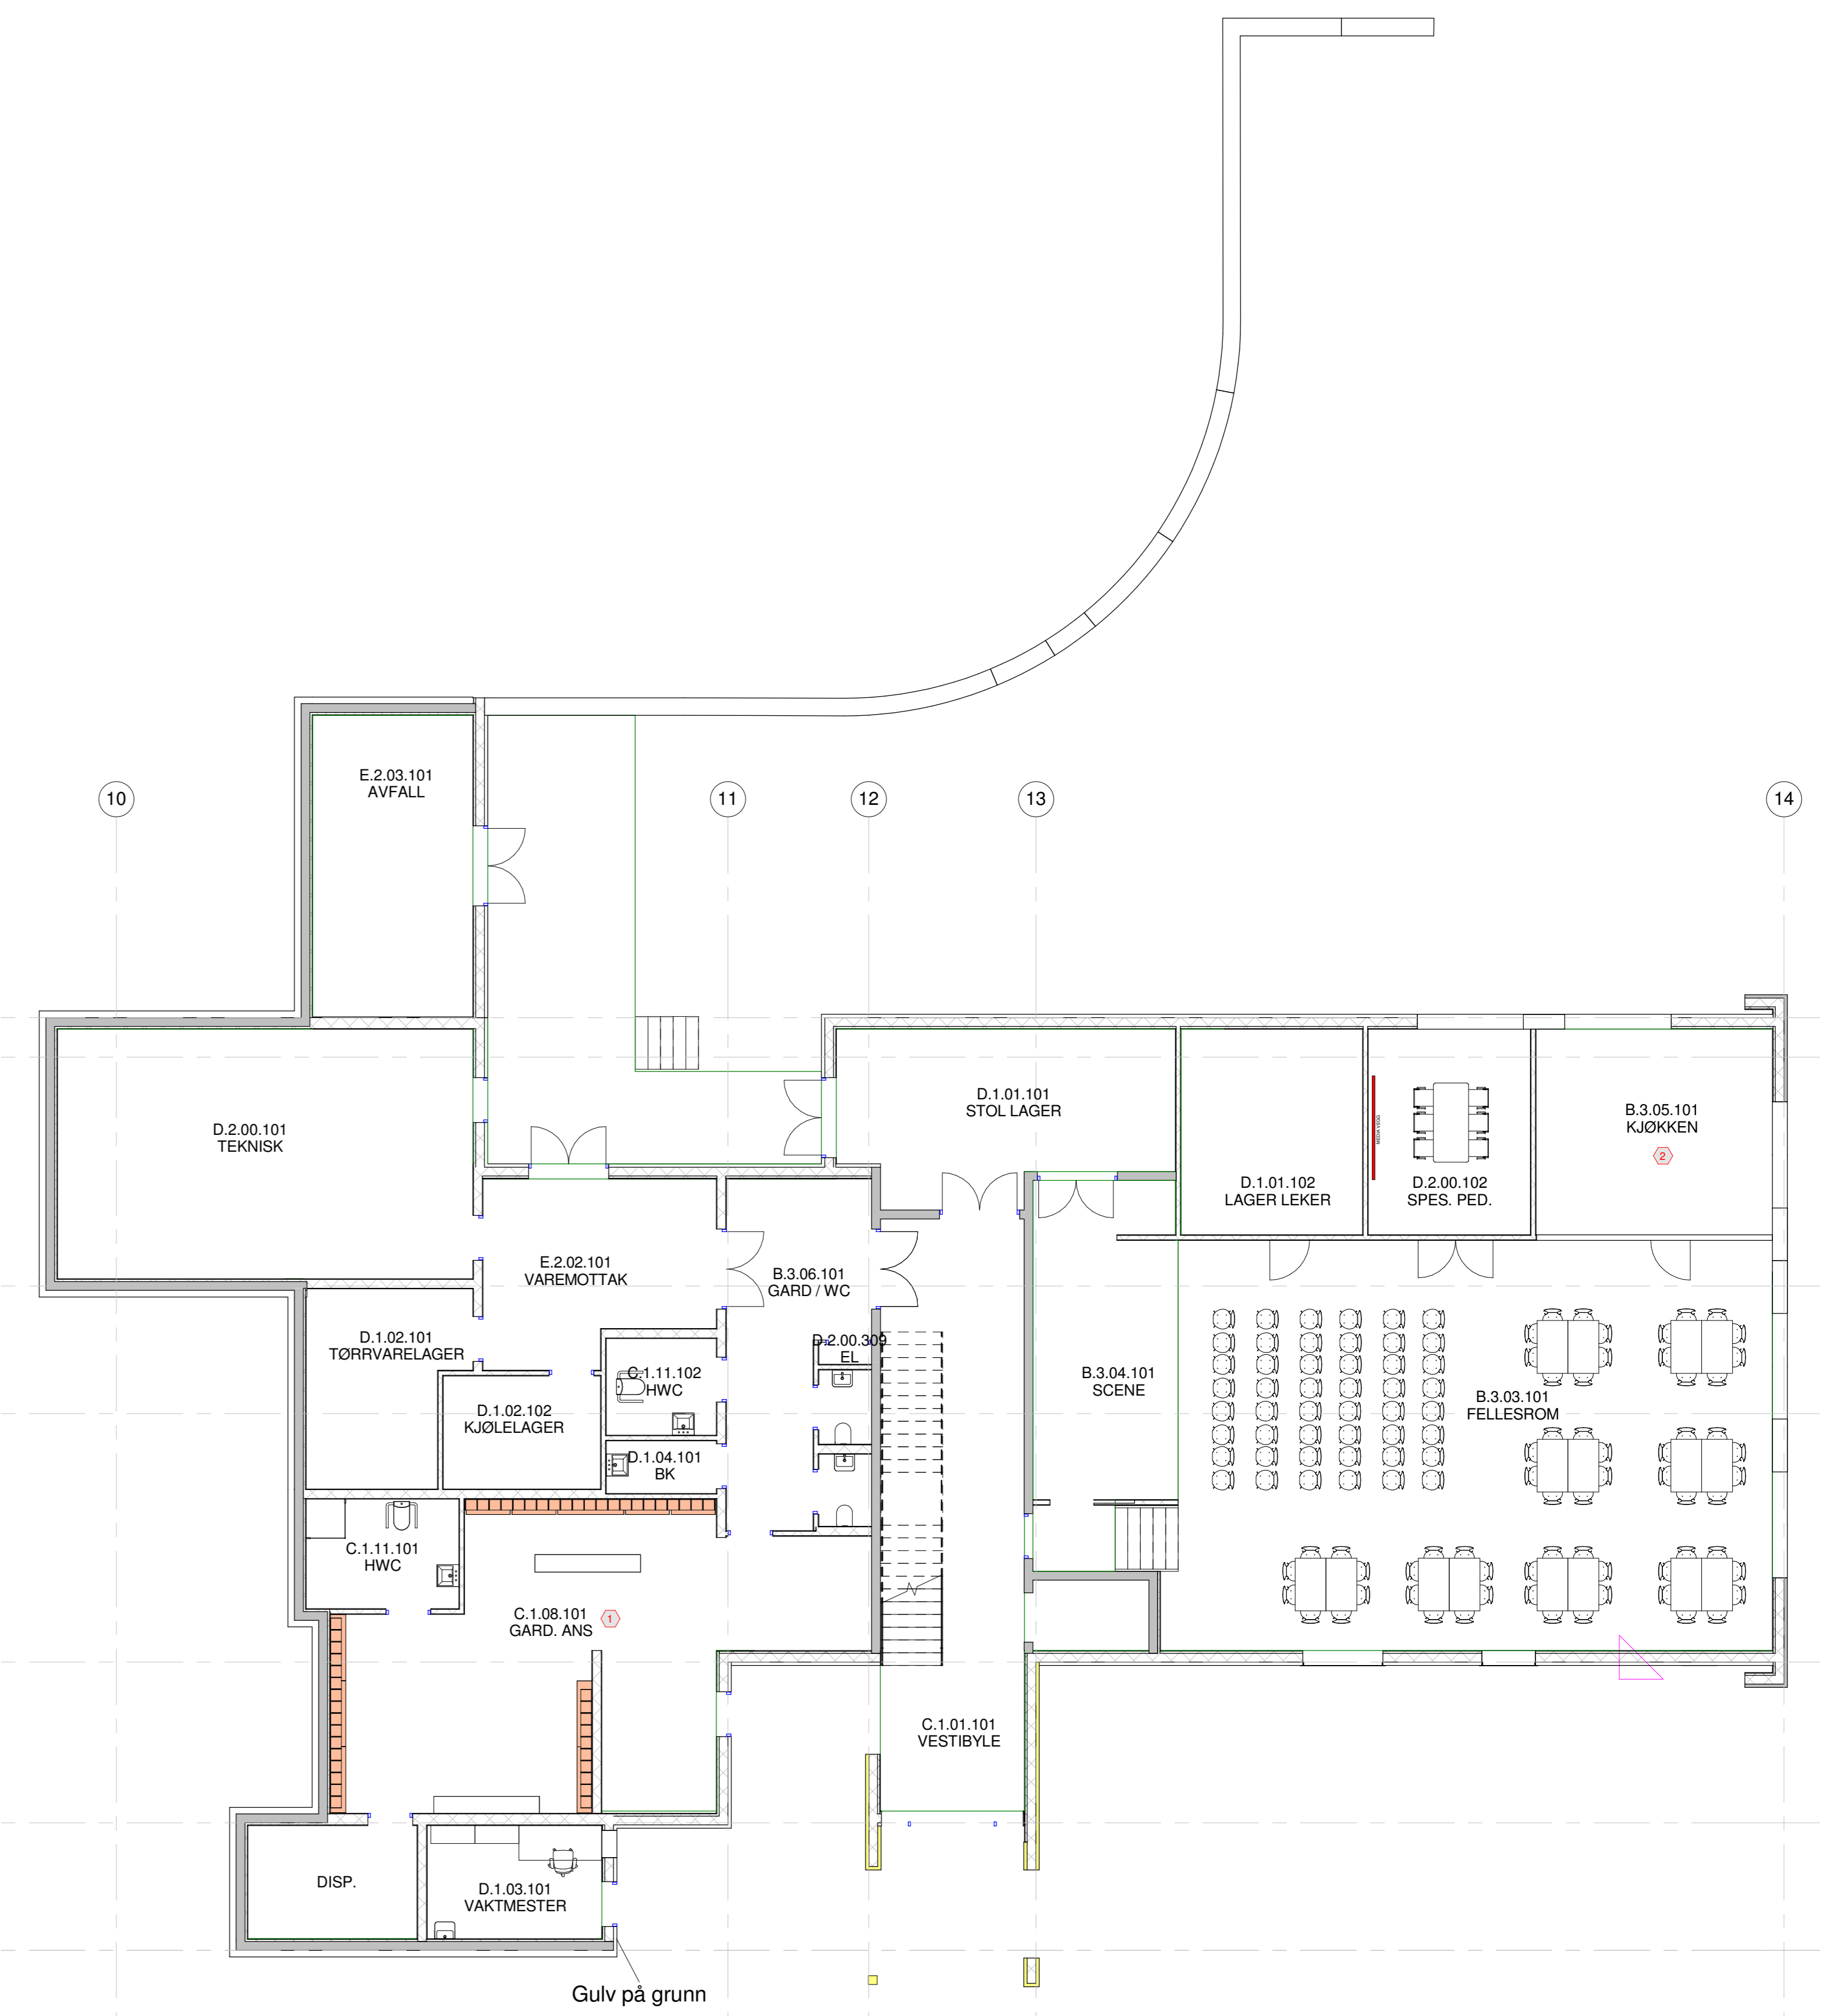 E.2.03.101
AVFALL
10
11
12
13
14
D.2.00.101
TEKNISK
D.1.01.101
STOL LAGER
D.1.01.102
LAGER LEKER
MEDIA VEGG
D.2.00.102
SPES. PED.
B.3.05.101
KJØKKEN
2
E.2.02.101
VAREMOTTAK
B.3.06.101
GARD / WC
D.1.02.101
TØRRVARELAGER
D.2.00.309
EL
C.1.11.102
HWC
D.1.02.102
KJØLELAGER
D.1.04.101
BK
B.3.04.101
SCENE
B.3.03.101
FELLESROM
C.1.11.101
HWC
C.1.08.101
GARD. ANS
1
C.1.01.101
VESTIBYLE
DISP.
D.1.03.101
VAKTMESTER
Gulv på grunn